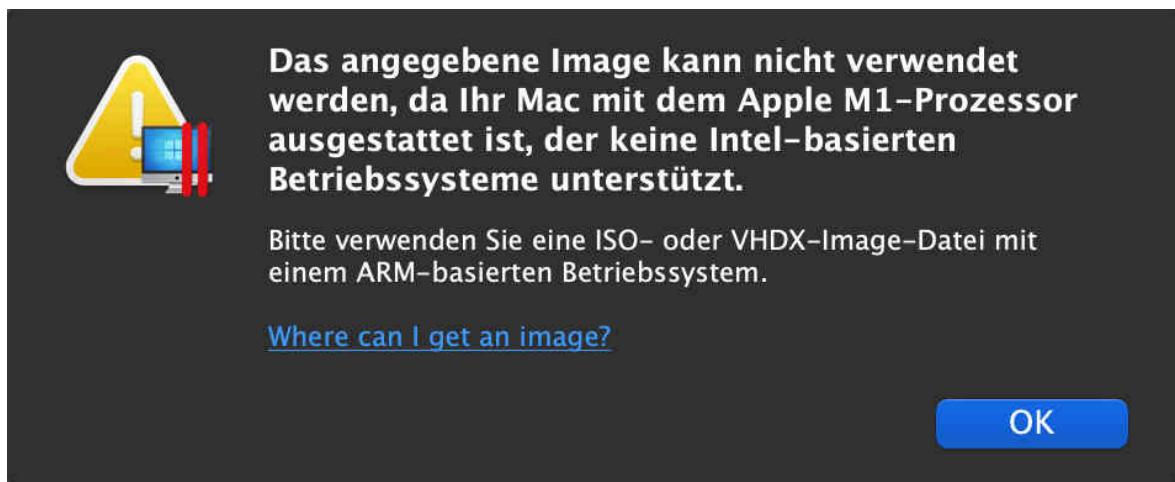 Das angegebene Image kann nicht verwendet
werden, da Ihr Mac mit dem Apple M1-Prozessor
ausgestattet ist, der keine Intel-basierten
Betriebssysteme unterstützt.
Bitte verwenden Sie eine ISO- oder VHDX-Image-Datei mit
einem ARM-basierten Betriebssystem.
Where can I get an image?
OK